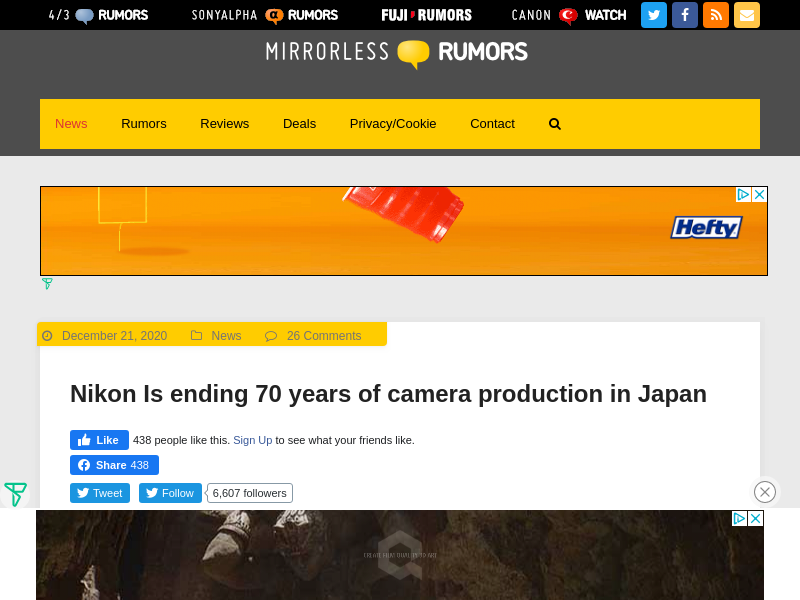 4/3 RUMORS SONYALPHA α RUMORS FUJI RUMORS CANON WATCH
MIRRORLESS RUMORS
News Rumors Reviews Deals Privacy/Cookie Contact
Hefty
December 21, 2020 News 26 Comments
Nikon Is ending 70 years of camera production in Japan
Like 438 people like this. Sign Up to see what your friends like.
Share 438
Tweet Follow 6,607 followers